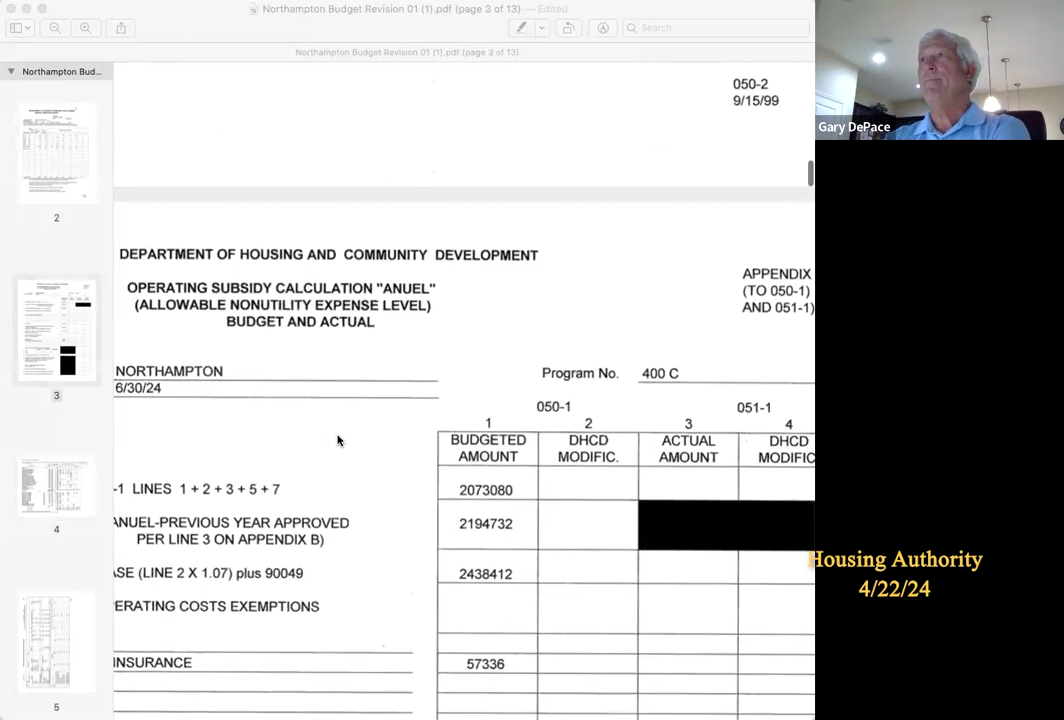 Northampton Budget Revision 01 (1).pdf (page 3 of 13) — Edited
Search
Northampton Budget Revision 01 (1).pdf (page 3 of 13)
Northampton Bud...
2
3
4
5
050-2
9/15/99
DEPARTMENT OF HOUSING AND COMMUNITY DEVELOPMENT
OPERATING SUBSIDY CALCULATION "ANUEL"
(ALLOWABLE NONUTILITY EXPENSE LEVEL)
BUDGET AND ACTUAL
APPENDIX
(TO 050-1)
AND 051-1)
NORTHAMPTON
6/30/24
Program No. 400 C
050-1 051-1
1 2 3 4
BUDGETED DHCD ACTUAL DHCD
AMOUNT MODIFIC. AMOUNT MODIFIC
-1 LINES 1 + 2 + 3 + 5 + 7 2073080
ANUEL-PREVIOUS YEAR APPROVED 2194732
PER LINE 3 ON APPENDIX B)
ASE (LINE 2 X 1.07) plus 90049 2438412
ERATING COSTS EXEMPTIONS
INSURANCE 57336
Gary DePace
Housing Authority
4/22/24